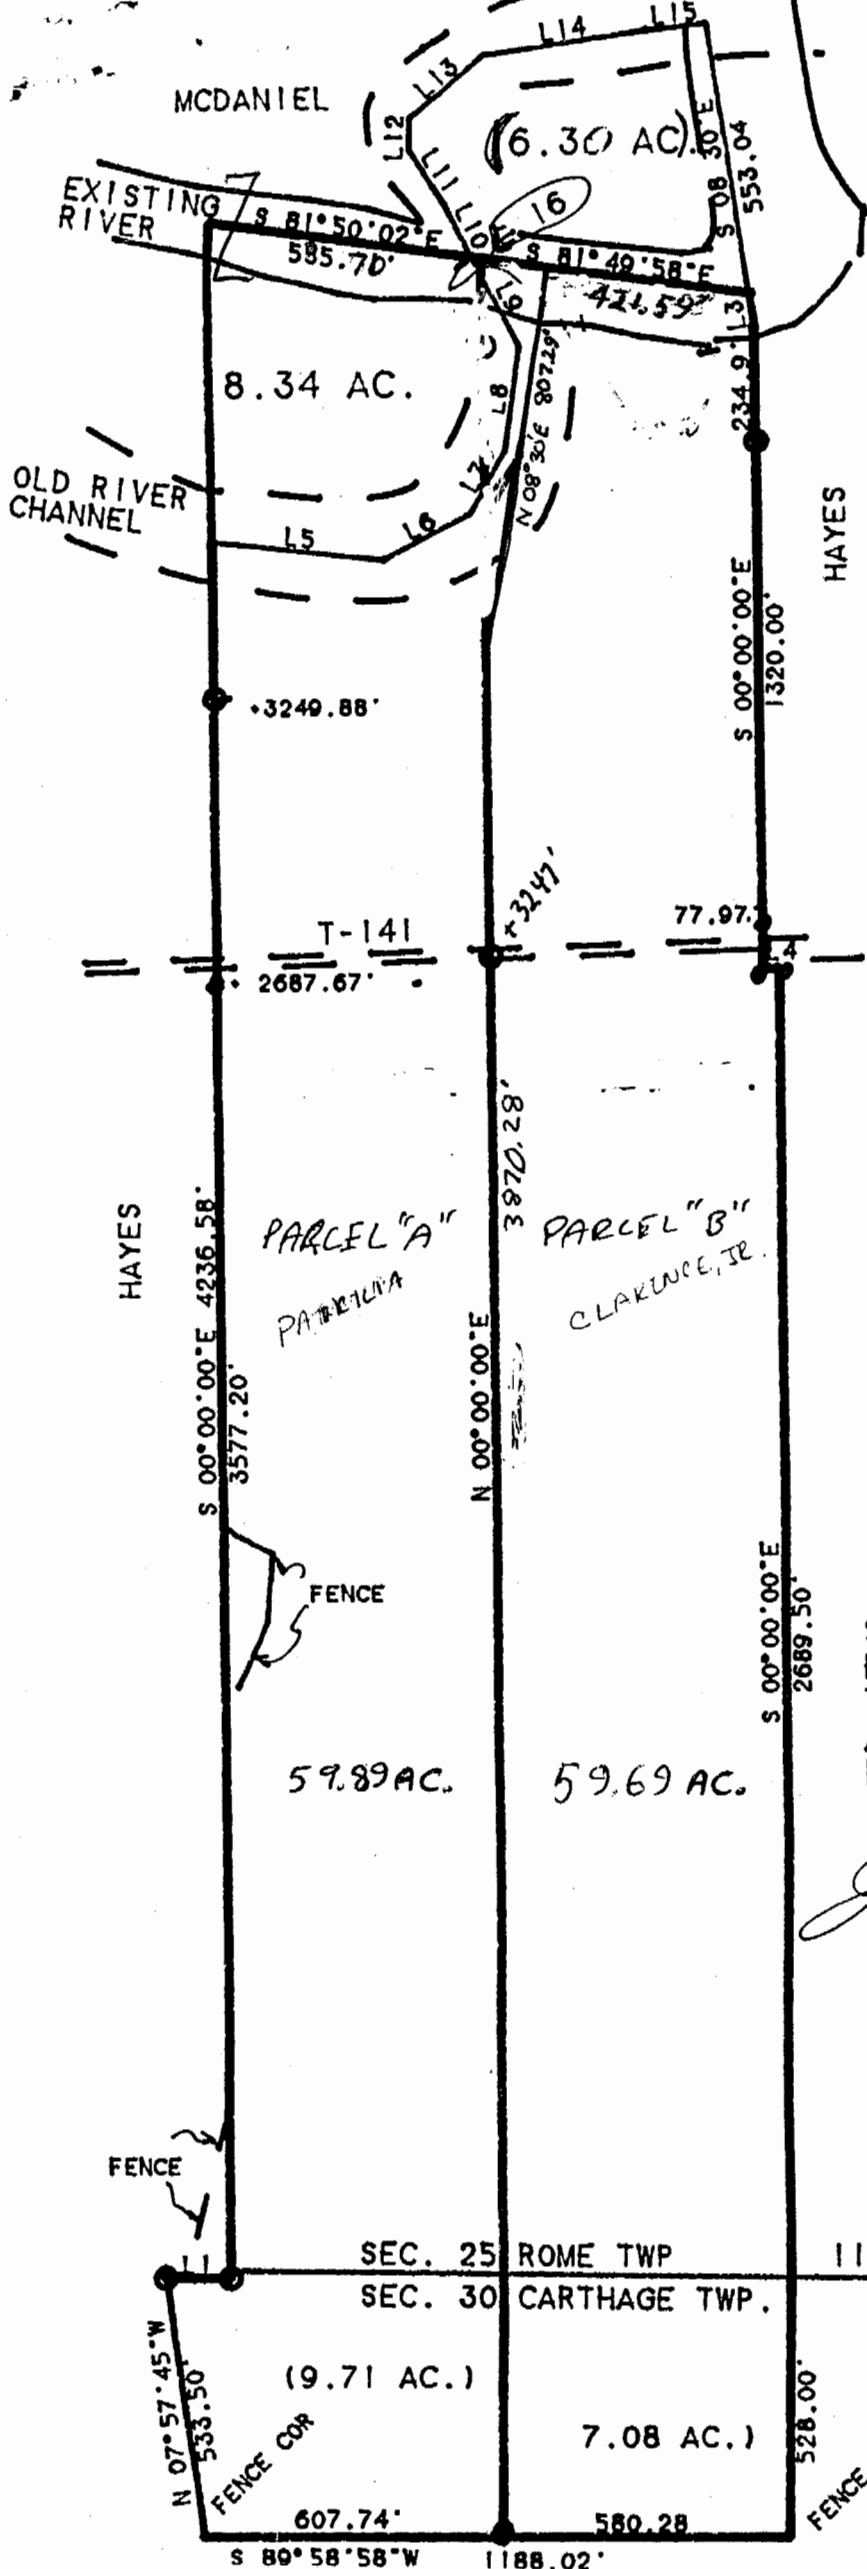 L15
L14
L13
MCDANIEL
L12
(6.30 AC).
L11
L10
S 08 30'E
553.04
EXISTING
RIVER
S 81°50'02"E
585.70'
16
S 81°49'58"E
421.59'
L9
L3
8.34 AC.
L8
N 08°30'E 807.29'
234.9'
OLD RIVER
CHANNEL
L7
L6
L5
HAYES
S 00°00'00"E
1320.00'
+3249.88'
+3247'
T-141
77.97'
L4
2687.67'
3870.28'
HAYES
S 00°00'00"E 4236.58'
3577.20'
PARCEL "A"
PATRICIA
PARCEL "B"
CLARENCE, JR.
N 00°00'00"E
FENCE
S 00°00'00"E
2689.50'
59.89 AC.
59.69 AC.
FENCE
L1
SEC. 25 ROME TWP
SEC. 30 CARTHAGE TWP.
11
N 07°57'45"W
533.50'
(9.71 AC.)
7.08 AC.)
528.00'
FENCE COR
FENCE
607.74'
580.28
S 89°58'58"W
1188.02'